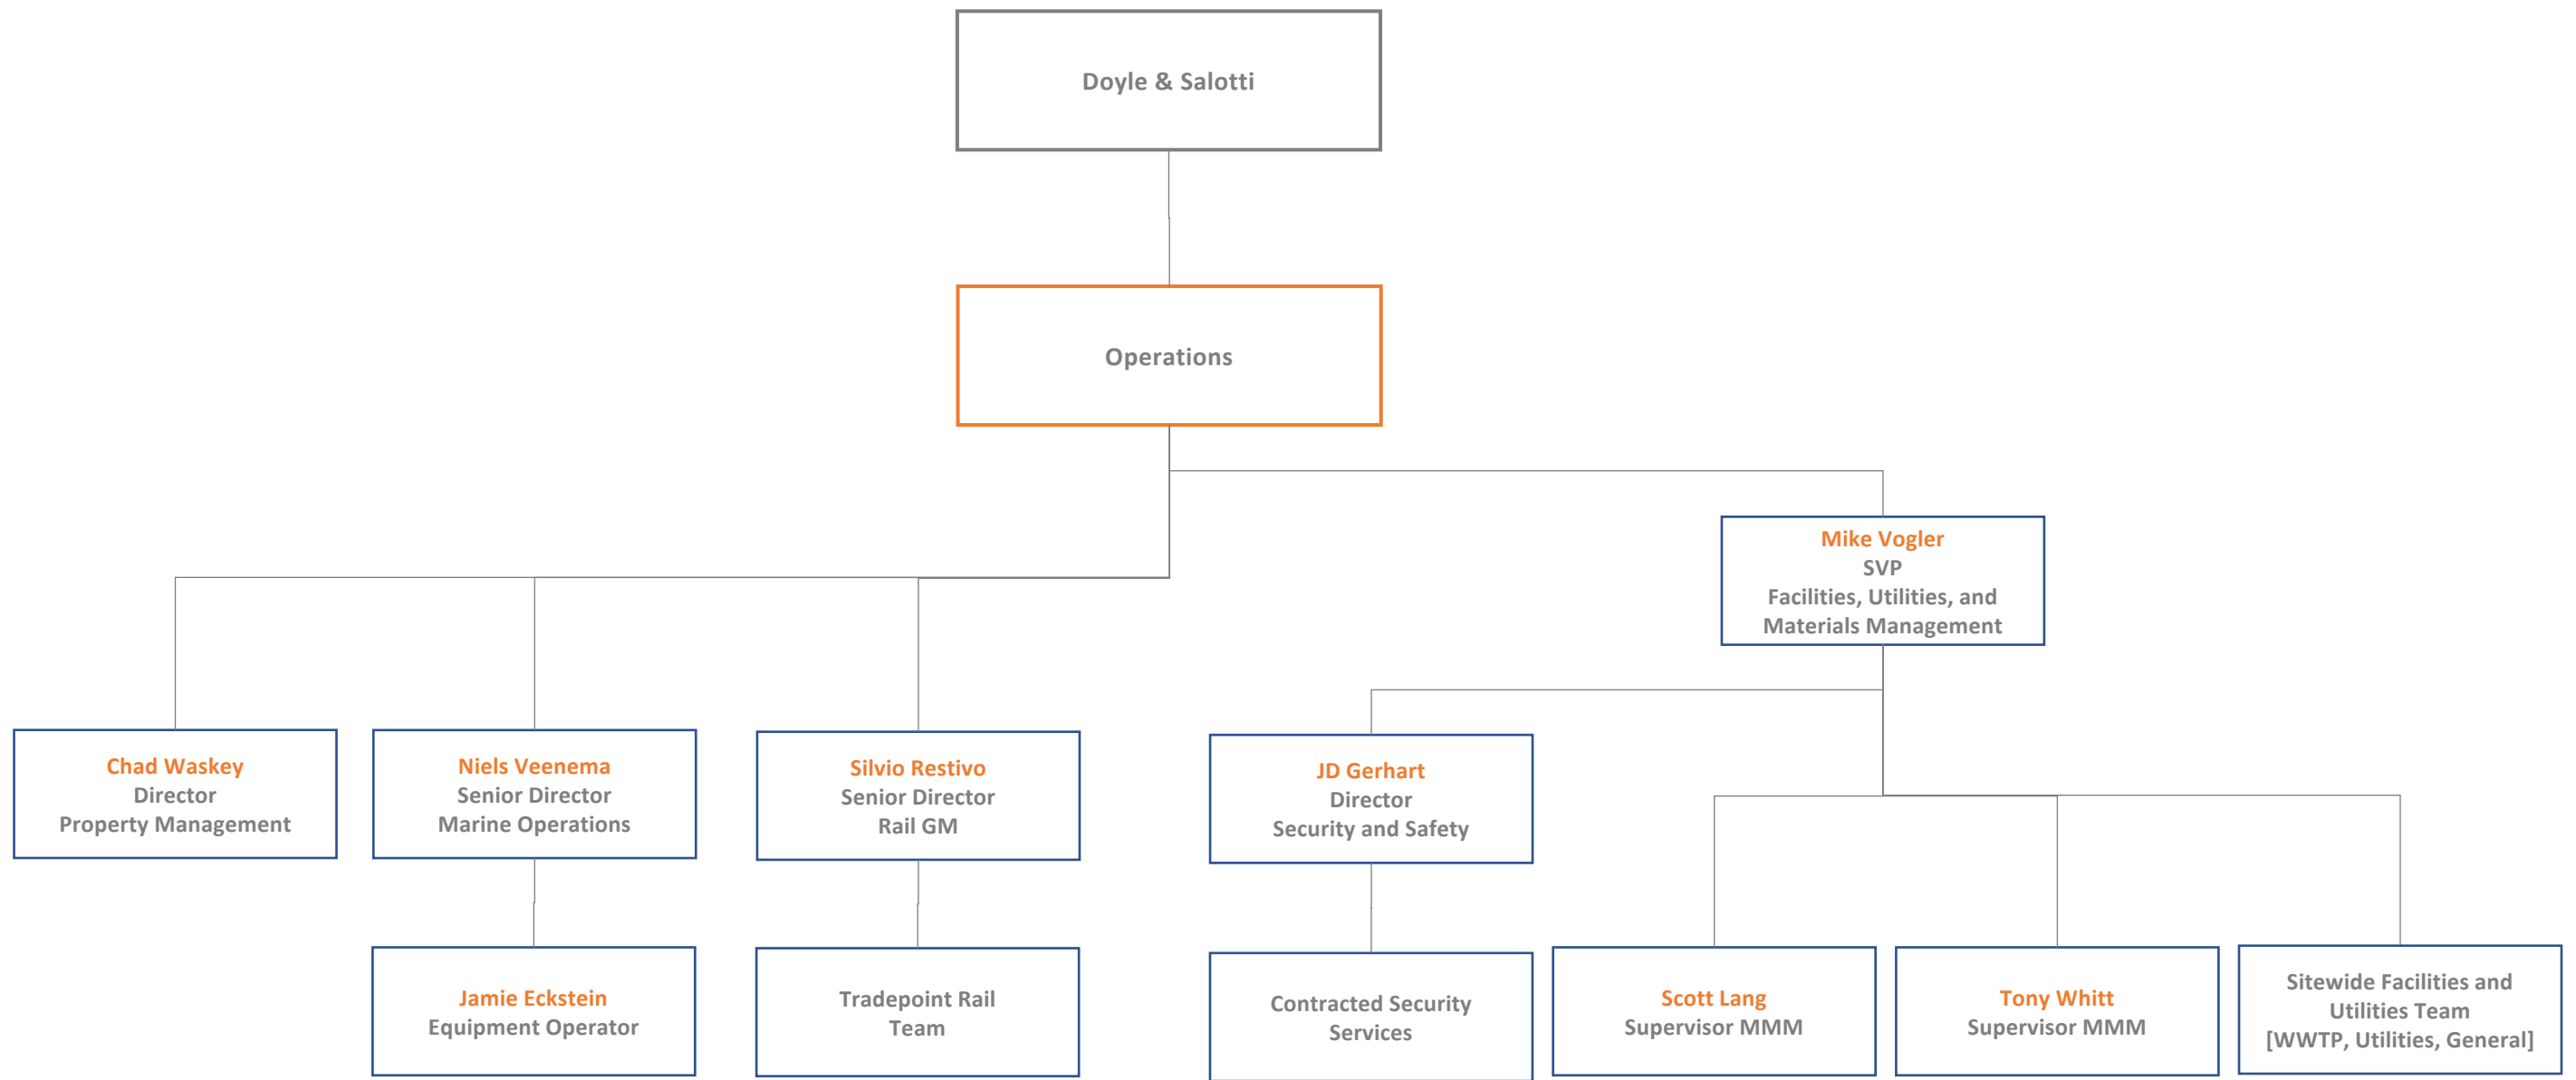 Doyle & Salotti
Operations
Mike Vogler
SVP
Facilities, Utilities, and
Materials Management
Chad Waskey
Director
Property Management
Niels Veenema
Senior Director
Marine Operations
Silvio Restivo
Senior Director
Rail GM
JD Gerhart
Director
Security and Safety
Jamie Eckstein
Equipment Operator
Tradepoint Rail
Team
Contracted Security
Services
Scott Lang
Supervisor MMM
Tony Whitt
Supervisor MMM
Sitewide Facilities and
Utilities Team
[WWTP, Utilities, General]